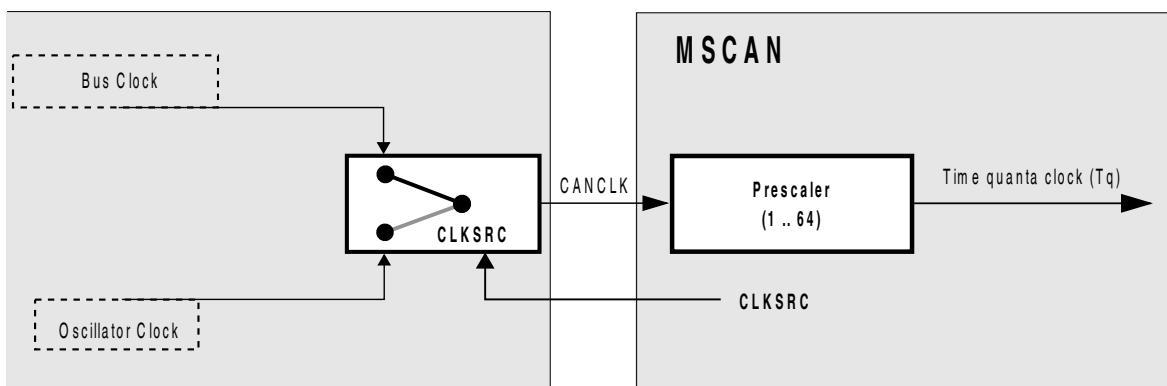 MSCAN
Bus Clock
CANCLK
Prescaler
(1 .. 64)
Time quanta clock (Tq)
CLKSRC
CLKSRC
Oscillator Clock